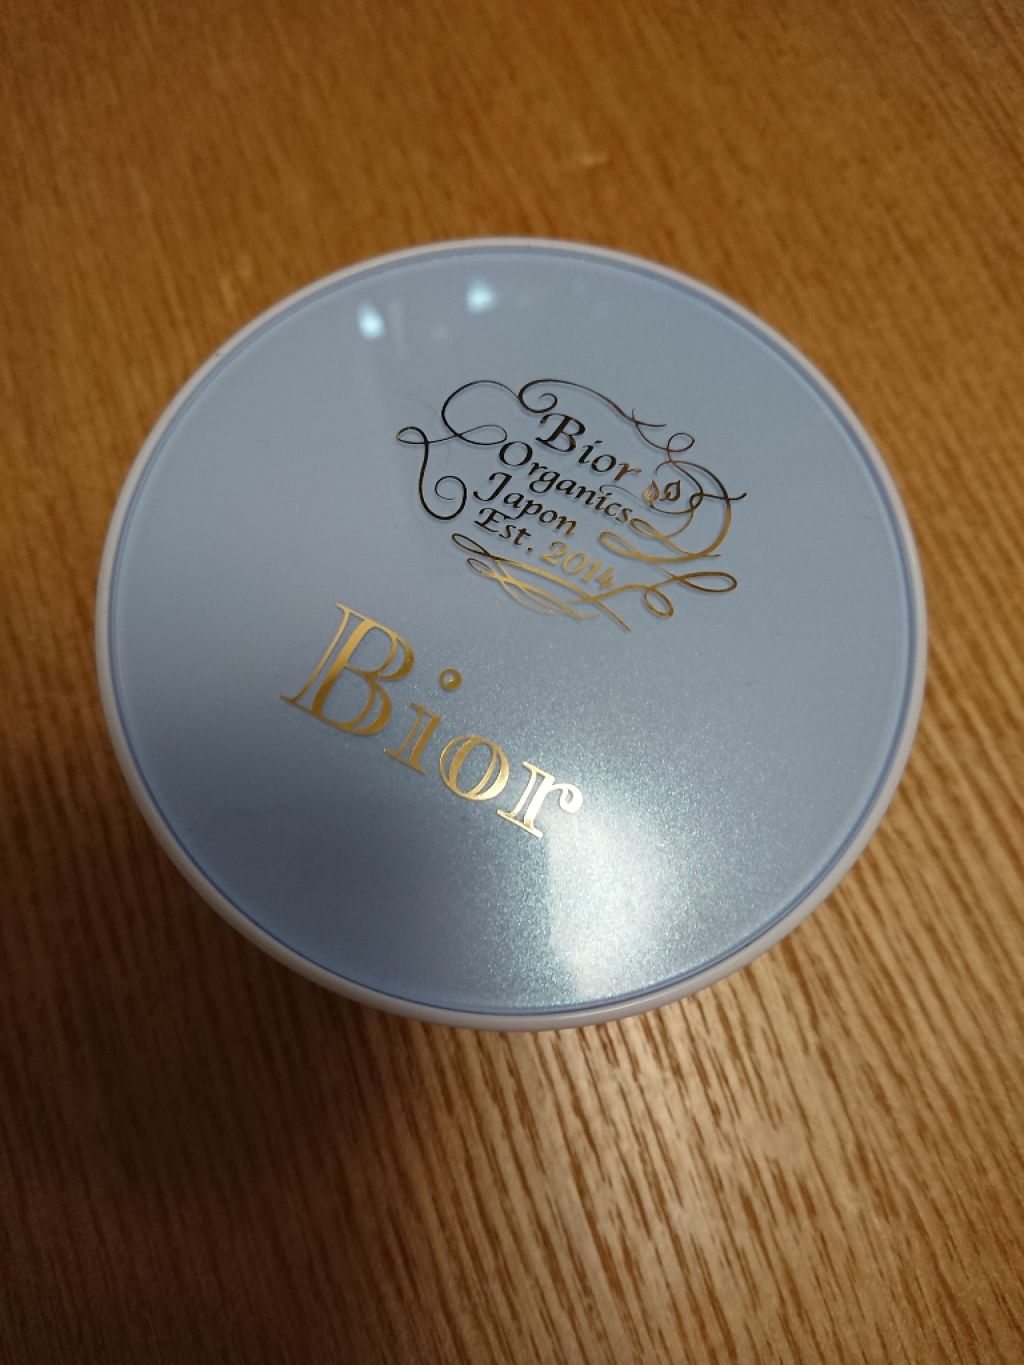 Bior
Organics
Japon
Est. 2014
Bior